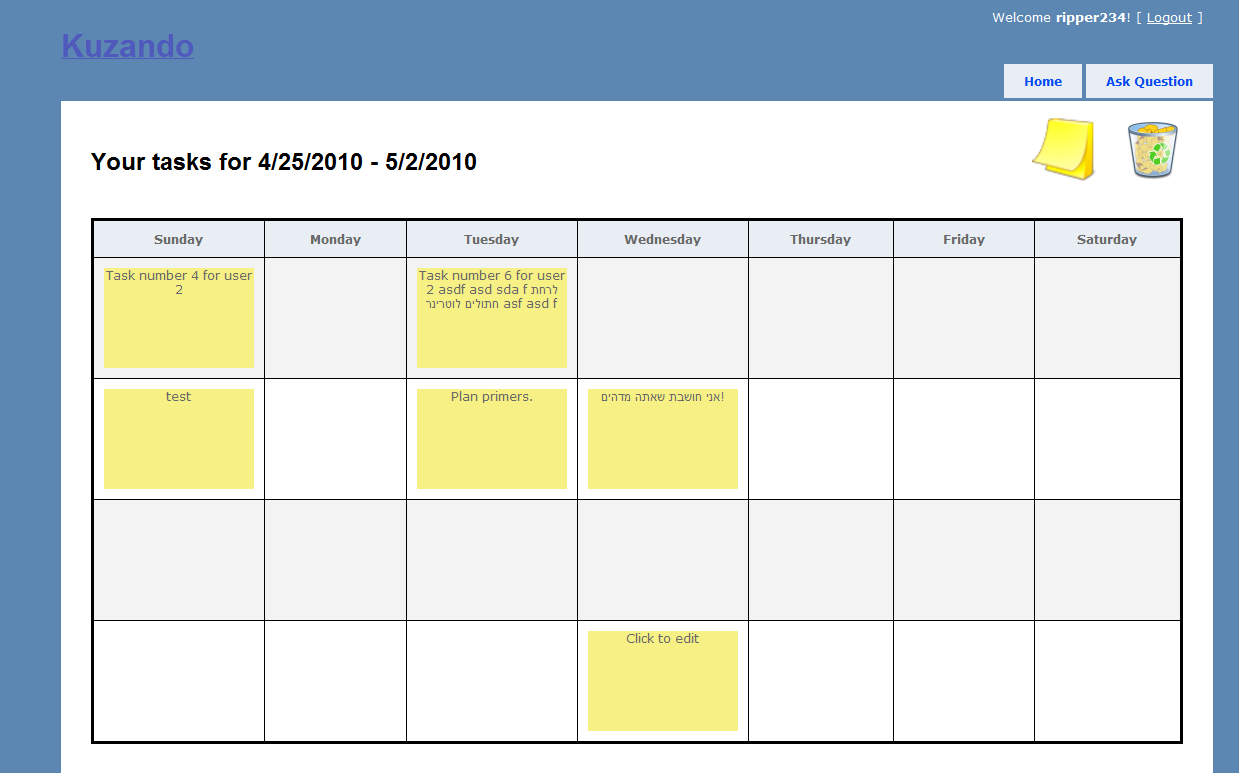 Welcome ripper234! [ Logout ]
Kuzando
Home
Ask Question
Your tasks for 4/25/2010 - 5/2/2010
Sunday
Monday
Tuesday
Wednesday
Thursday
Friday
Saturday
Task number 4 for user
2
Task number 6 for user
2 asdf asd sda f לרחת
חתולים לוטרינר asf asd f
test
Plan primers.
אני חושבת שאתה מדהים!
Click to edit